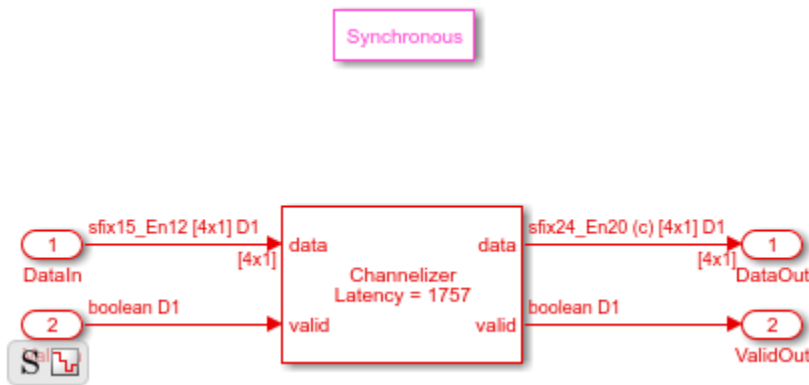 Synchronous
sfix15_En12 [4x1] D1
sfix24_En20 (c) [4x1] D1
1
data
data
1
DataIn
[4x1]
[4x1]
DataOut
Channelizer
Latency = 1757
boolean D1
boolean D1
2
valid
valid
2
S
ValidOut